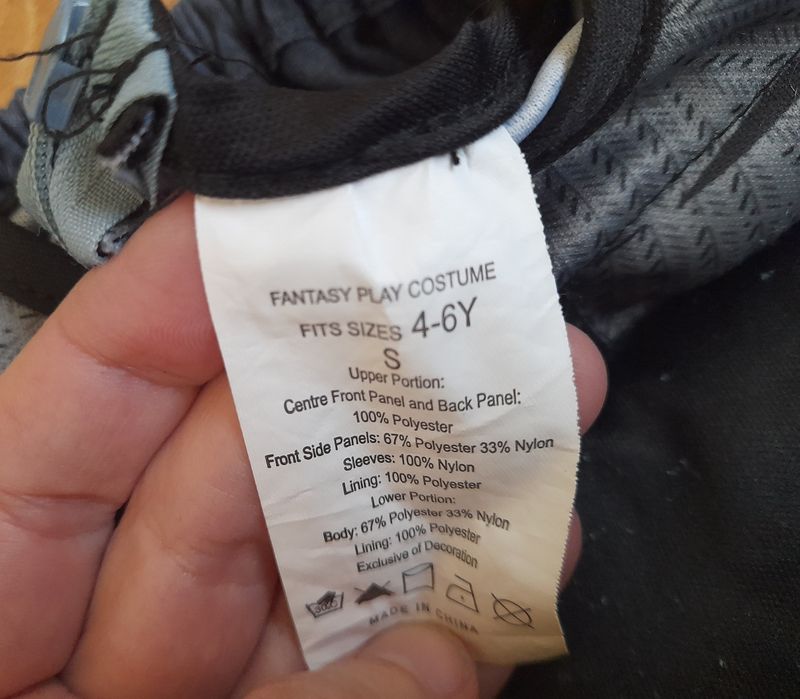 FANTASY PLAY COSTUME
FITS SIZES 4-6Y
S
Upper Portion:
Centre Front Panel and Back Panel:
100% Polyester
Front Side Panels: 67% Polyester 33% Nylon
Sleeves: 100% Nylon
Lining: 100% Polyester
Lower Portion:
Body: 67% Polyester 33% Nylon
Lining: 100% Polyester
Exclusive of Decoration
30°C
MADE IN CHINA